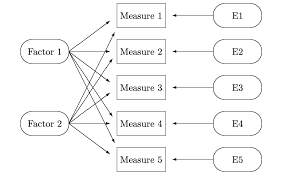 Measure 1
E1
Factor 1
Measure 2
E2
Measure 3
E3
Factor 2
Measure 4
E4
Measure 5
E5